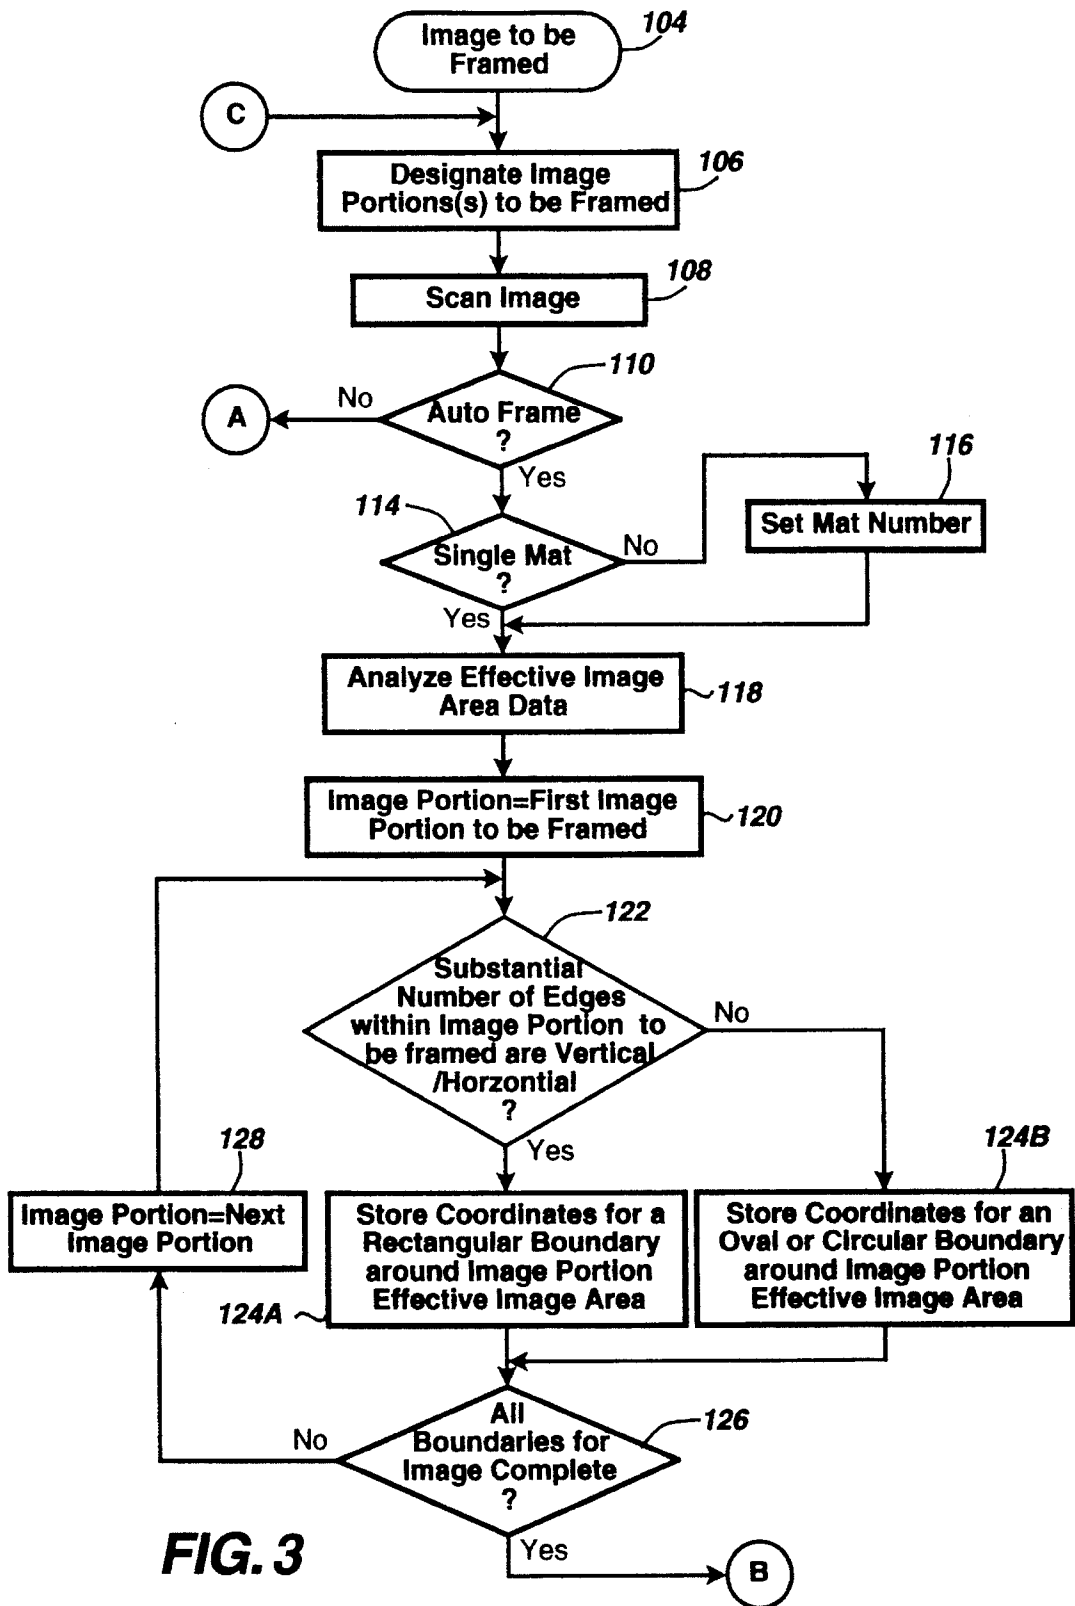 Image to be
Framed
104
C
Designate Image
Portions(s) to be Framed
106
Scan Image
108
110
Auto Frame
?
No
A
Yes
114
Single Mat
?
No
116
Set Mat Number
Yes
Analyze Effective Image
Area Data
118
Image Portion=First Image
Portion to be Framed
120
122
Substantial
Number of Edges
within Image Portion to
be framed are Vertical
/Horzontial
?
No
Yes
128
Image Portion=Next
Image Portion
Store Coordinates for a
Rectangular Boundary
around Image Portion
Effective Image Area
124A
124B
Store Coordinates for an
Oval or Circular Boundary
around Image Portion
Effective Image Area
All
Boundaries for
Image Complete
?
126
No
Yes
B
FIG. 3